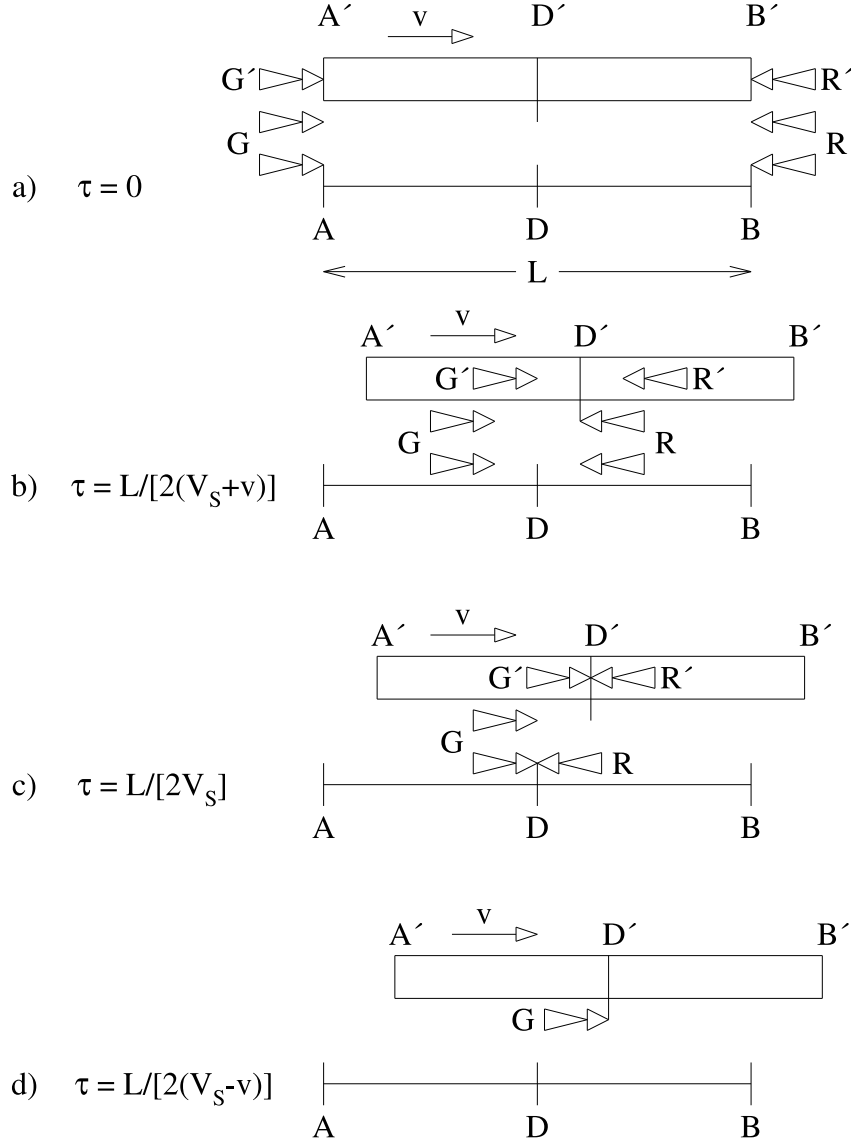 A´ v D´ B´
G´ R´
G R
a) τ = 0
A D B
L
A´ v D´ B´
G´ R´
G R
b) τ = L/[2(V_S+v)]
A D B
v
A´ D´ B´
G´ R´
G
R
c) τ = L/[2V_S]
A D B
A´ v D´ B´
G
d) τ = L/[2(V_S-v)]
A D B